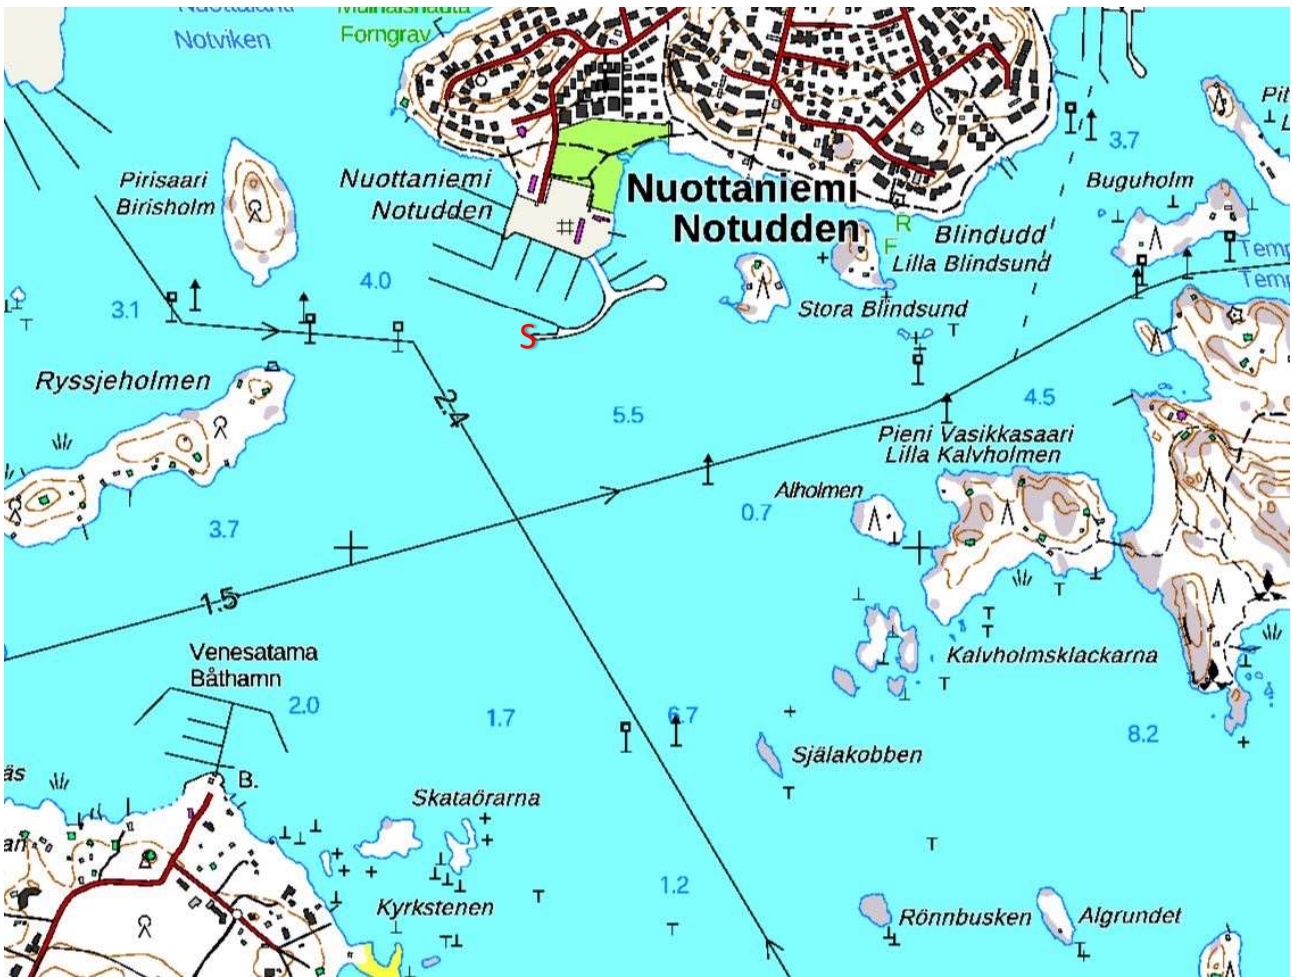 Notviken
Forngrav
3.7
Pirisaari
Birisholm
Nuottaniemi
Notudden
Nuottaniemi
Notudden
Buguholm
R
F
Blindudd
Lilla Blindsund
4.0
3.1
Stora Blindsund
S
Ryssjeholmen
2.4
5.5
4.5
Pieni Vasikkasaari
Lilla Kalvholmen
Alholmen
0.7
3.7
1.5
Venesatama
Båthamn
Kalvholmsklackarna
2.0
1.7
6.7
8.2
Själakobben
B.
Skataörarna
1.2
Kyrkstenen
Rönnbusken
Algrundet